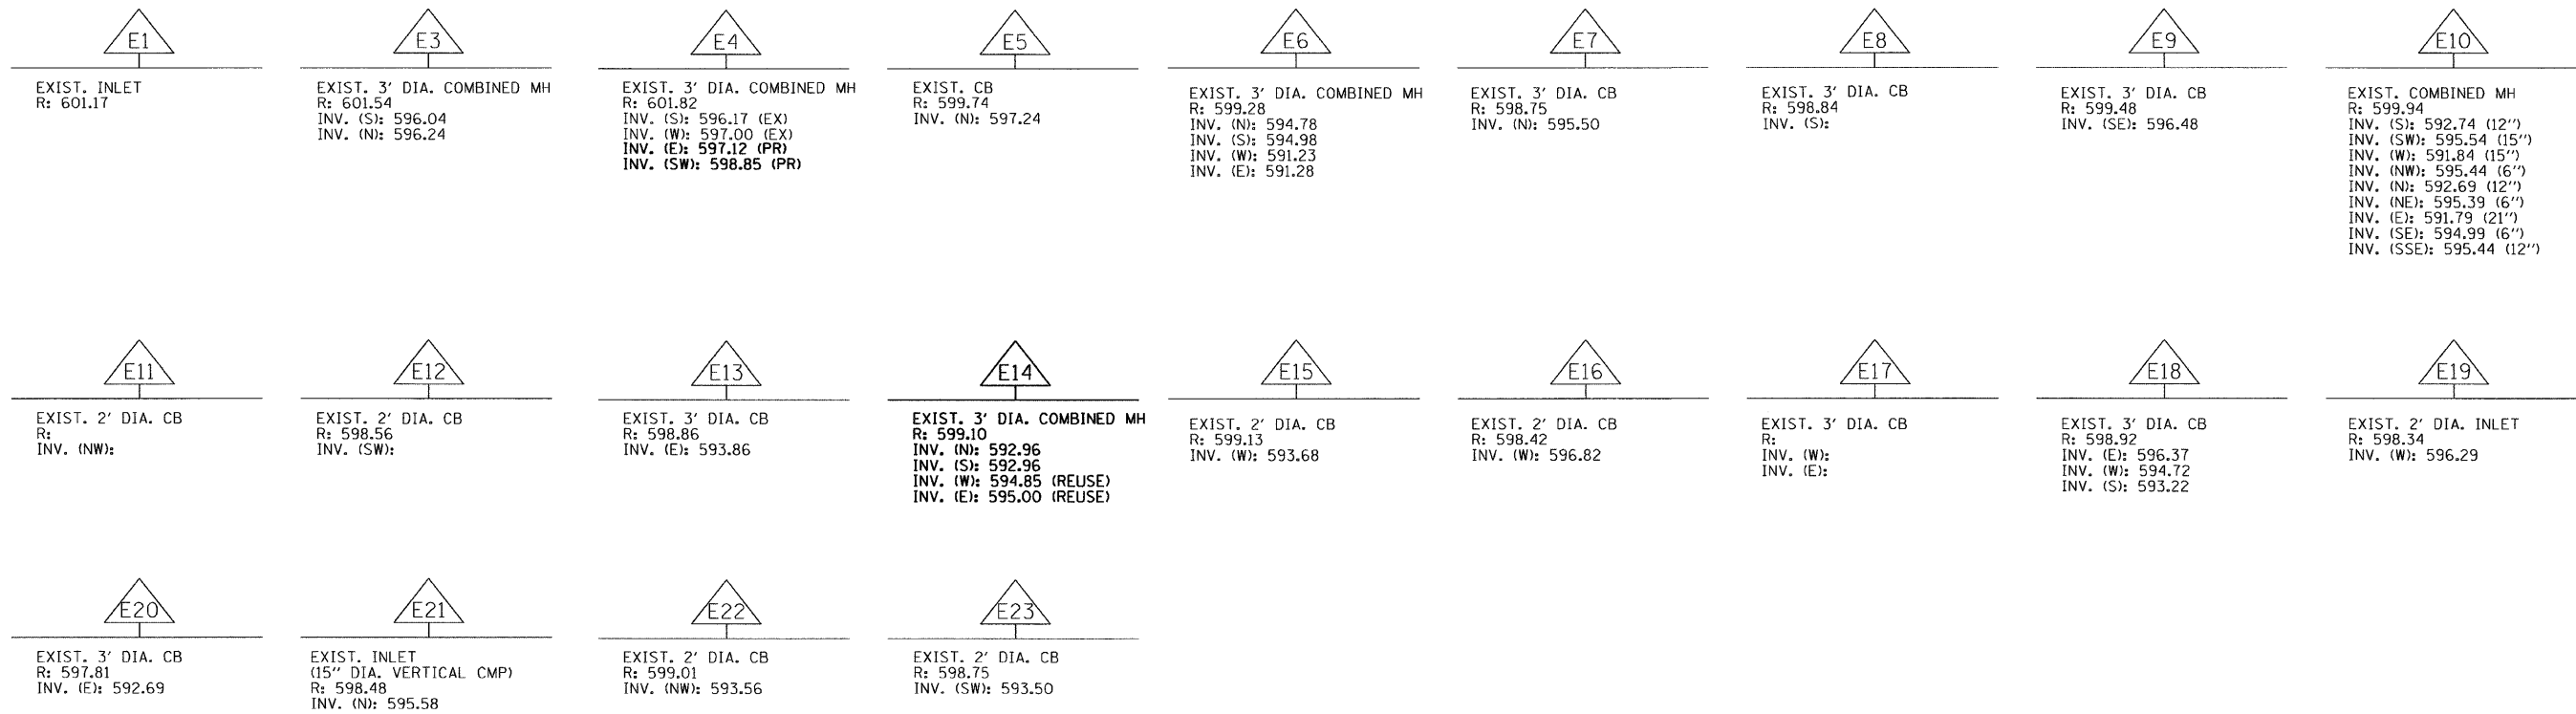 E1
EXIST. INLET
R: 601.17
E3
EXIST. 3' DIA. COMBINED MH
R: 601.54
INV. (S): 596.04
INV. (N): 596.24
E4
EXIST. 3' DIA. COMBINED MH
R: 601.82
INV. (S): 596.17 (EX)
INV. (W): 597.00 (EX)
INV. (E): 597.12 (PR)
INV. (SW): 598.85 (PR)
E5
EXIST. CB
R: 599.74
INV. (N): 597.24
E6
EXIST. 3' DIA. COMBINED MH
R: 599.28
INV. (N): 594.78
INV. (S): 594.98
INV. (W): 591.23
INV. (E): 591.28
E7
EXIST. 3' DIA. CB
R: 598.75
INV. (N): 595.50
E8
EXIST. 3' DIA. CB
R: 598.84
INV. (S):
E9
EXIST. 3' DIA. CB
R: 599.48
INV. (SE): 596.48
E10
EXIST. COMBINED MH
R: 599.94
INV. (S): 592.74 (12'')
INV. (SW): 595.54 (15'')
INV. (W): 591.84 (15'')
INV. (NW): 595.44 (6'')
INV. (N): 592.69 (12'')
INV. (NE): 595.39 (6'')
INV. (E): 591.79 (21'')
INV. (SE): 594.99 (6'')
INV. (SSE): 595.44 (12'')
E11
EXIST. 2' DIA. CB
R:
INV. (NW):
E12
EXIST. 2' DIA. CB
R: 598.56
INV. (SW):
E13
EXIST. 3' DIA. CB
R: 598.86
INV. (E): 593.86
E14
EXIST. 3' DIA. COMBINED MH
R: 599.10
INV. (N): 592.96
INV. (S): 592.96
INV. (W): 594.85 (REUSE)
INV. (E): 595.00 (REUSE)
E15
EXIST. 2' DIA. CB
R: 599.13
INV. (W): 593.68
E16
EXIST. 2' DIA. CB
R: 598.42
INV. (W): 596.82
E17
EXIST. 3' DIA. CB
R:
INV. (W):
INV. (E):
E18
EXIST. 3' DIA. CB
R: 598.92
INV. (E): 596.37
INV. (W): 594.72
INV. (S): 593.22
E19
EXIST. 2' DIA. INLET
R: 598.34
INV. (W): 596.29
E20
EXIST. 3' DIA. CB
R: 597.81
INV. (E): 592.69
E21
EXIST. INLET
(15'' DIA. VERTICAL CMP)
R: 598.48
INV. (N): 595.58
E22
EXIST. 2' DIA. CB
R: 599.01
INV. (NW): 593.56
E23
EXIST. 2' DIA. CB
R: 598.75
INV. (SW): 593.50